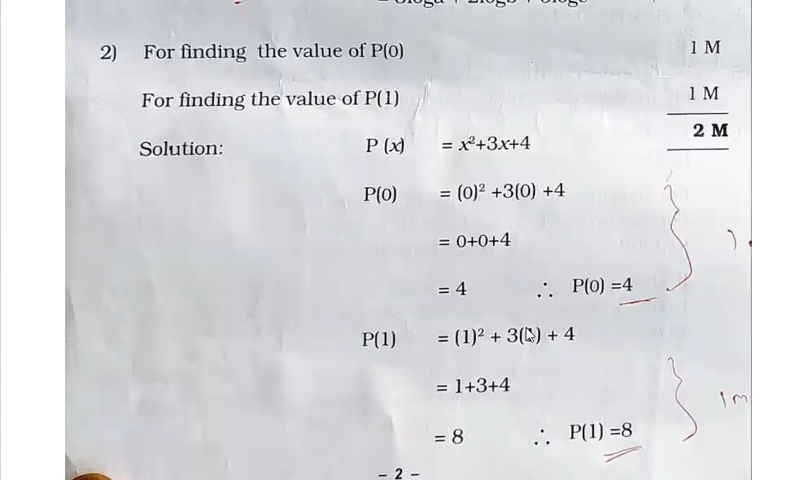 2) For finding the value of P(0) 1 M
For finding the value of P(1) 1 M
2 M
Solution: P (x) = x²+3x+4
P(0) = (0)² +3(0) +4
= 0+0+4
= 4 ∴ P(0) =4
P(1) = (1)² + 3( ) + 4
= 1+3+4
1m
= 8 ∴ P(1) =8
– 2 –